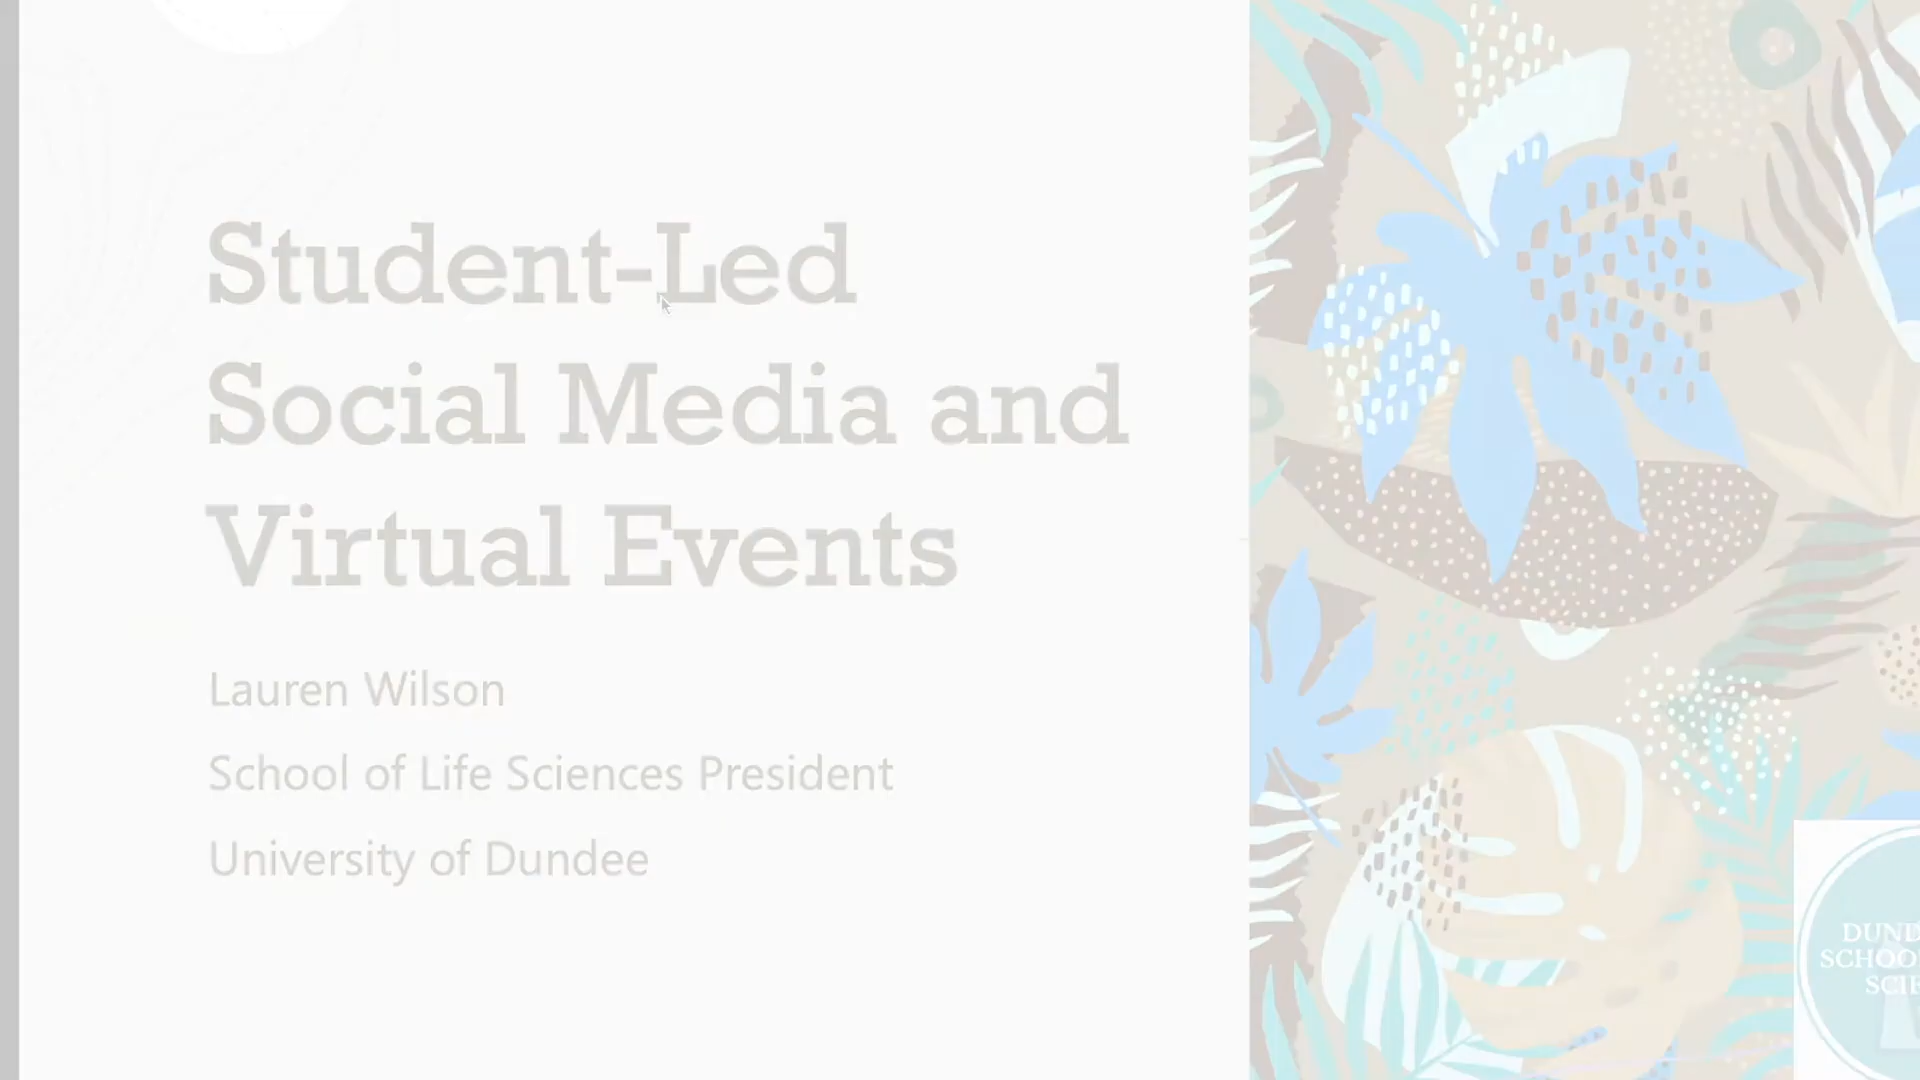 Student-Led
Social Media and
Virtual Events
Lauren Wilson
School of Life Sciences President
University of Dundee